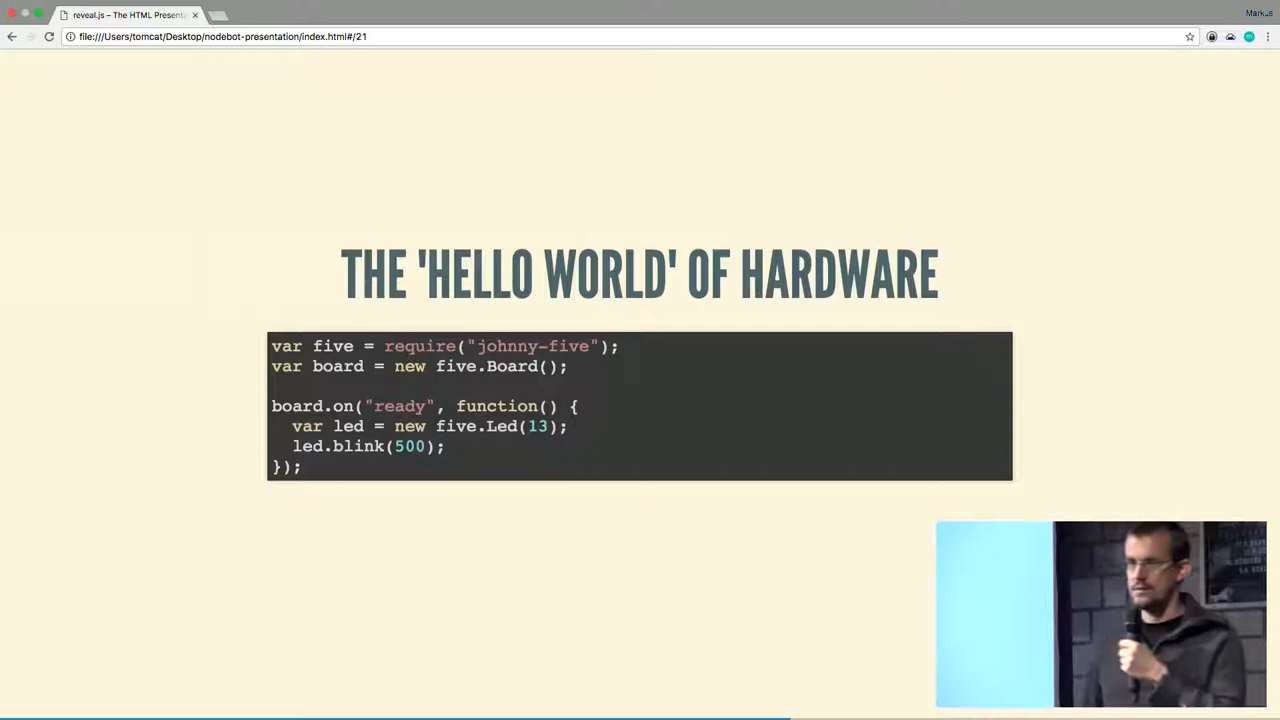 reveal.js – The HTML Presenta
Markus
file:///Users/tomcat/Desktop/nodebot-presentation/index.html#/21
THE 'HELLO WORLD' OF HARDWARE
var five = require("johnny-five");
var board = new five.Board();
board.on("ready", function() {
var led = new five.Led(13);
led.blink(500);
});